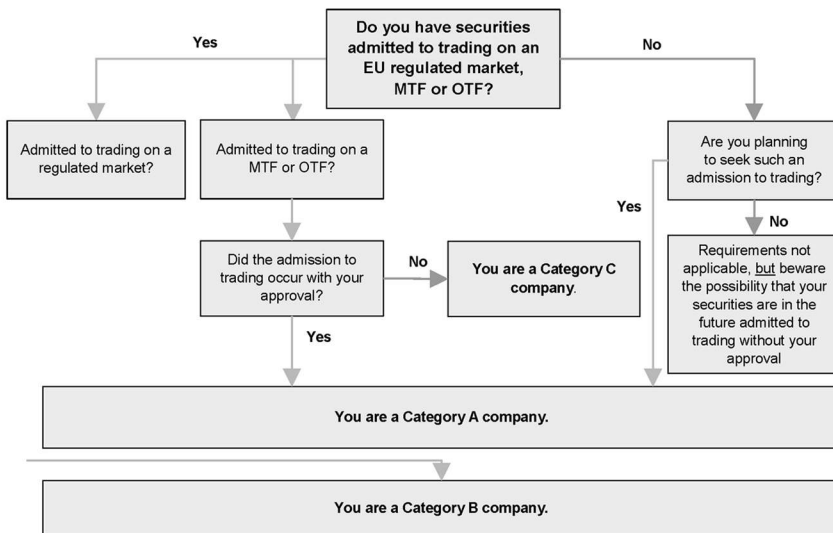 Do you have securities
admitted to trading on an
EU regulated market,
MTF or OTF?
Yes
No
Admitted to trading on a
regulated market?
Admitted to trading on a
MTF or OTF?
Are you planning
to seek such an
admission to trading?
Yes
No
Did the admission to
trading occur with your
approval?
No
You are a Category C
company.
Requirements not
applicable, but beware
the possibility that your
securities are in the
future admitted to
trading without your
approval
Yes
You are a Category A company.
You are a Category B company.